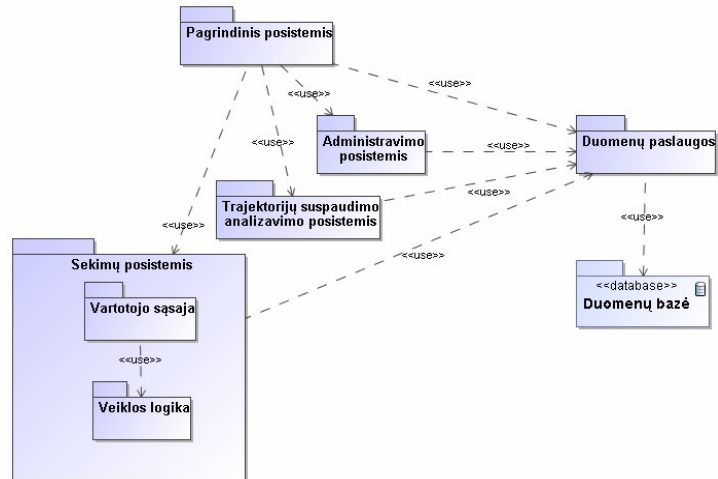 Pagrindinis posistemis
<<use>>
<<use>>
Administravimo
posistemis
<<use>>
Duomenų paslaugos
<<use>>
Trajektorijų suspaudimo
analizavimo posistemis
<<use>>
<<use>>
<<use>>
<<use>>
Sekimų posistemis
<<database>>
Duomenų bazė
Vartotojo sąsaja
<<use>>
Veiklos logika